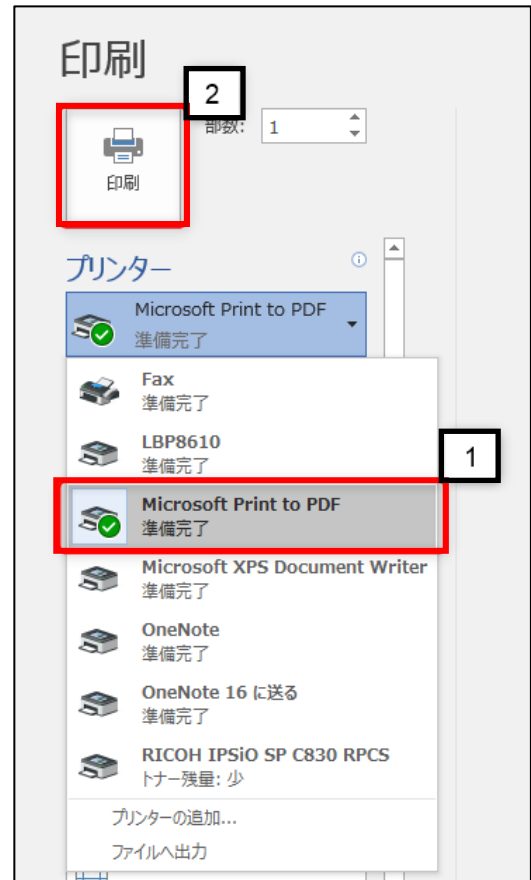 印刷
2
部数: 1
印刷
プリンター
Microsoft Print to PDF
準備完了
Fax
準備完了
LBP8610
準備完了
1
Microsoft Print to PDF
準備完了
Microsoft XPS Document Writer
準備完了
OneNote
準備完了
OneNote 16 に送る
準備完了
RICOH IPSiO SP C830 RPCS
トナー残量: 少
プリンターの追加...
ファイルへ出力